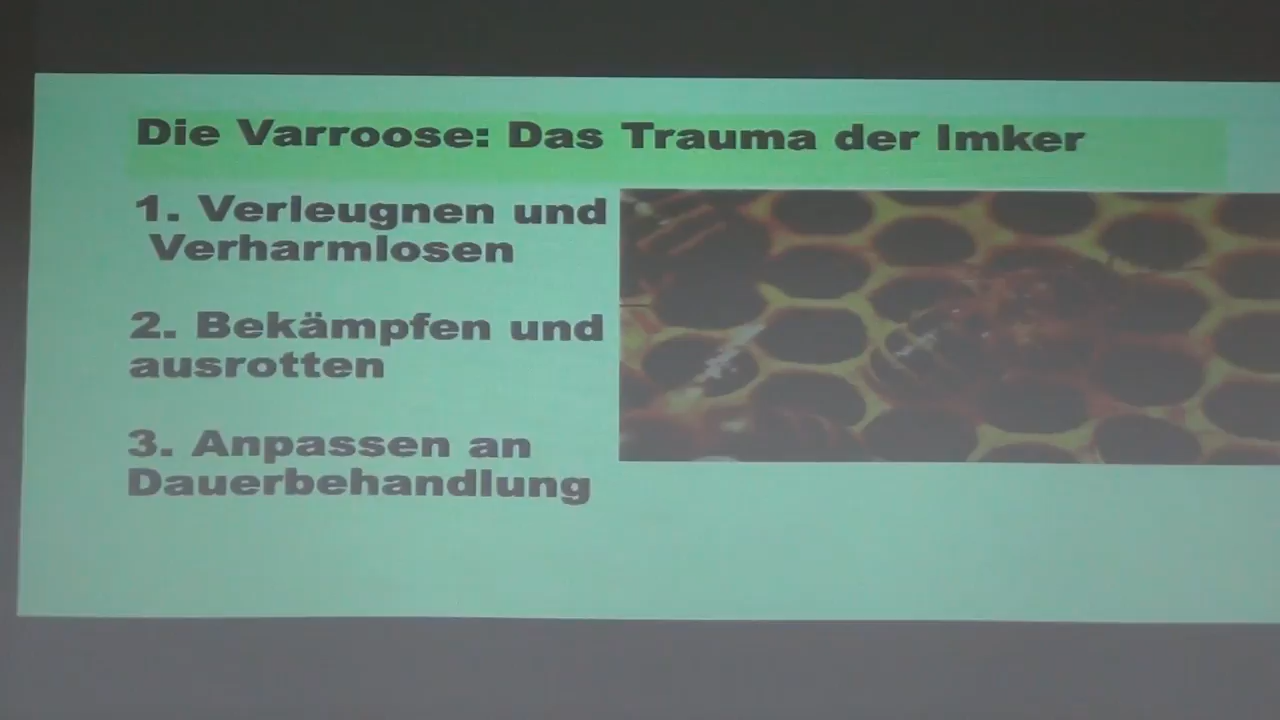 Die Varroose: Das Trauma der Imker
1. Verleugnen und
Verharmlosen
2. Bekämpfen und
ausrotten
3. Anpassen an
Dauerbehandlung